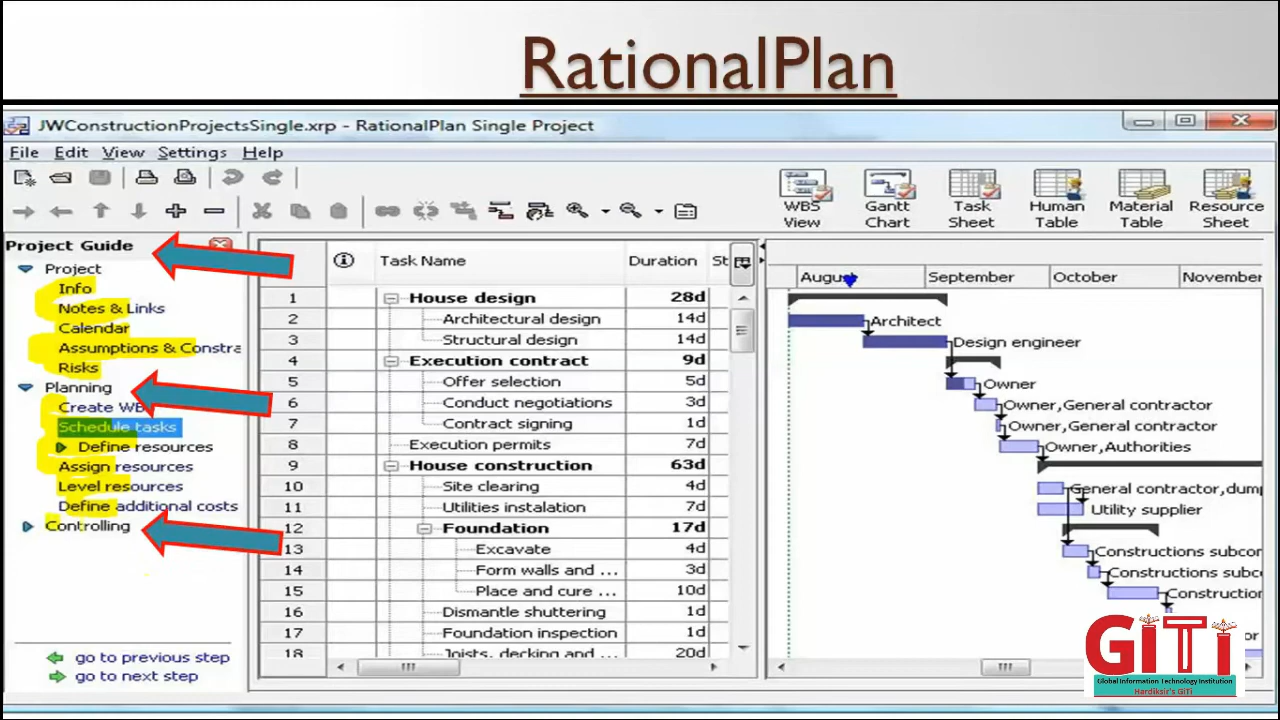 RationalPlan
JWConstructionProjectsSingle.xrp - RationalPlan Single Project
File Edit View Settings Help
WBS View
Gantt Chart
Task Sheet
Human Table
Material Table
Resource Sheet
Project Guide
Project
Info
Notes & Links
Calendar
Assumptions & Constra
Risks
Planning
Create WB
Schedule tasks
Define resources
Assign resources
Level resources
Define additional costs
Controlling
go to previous step
go to next step
Task Name Duration St
1 House design 28d
2 Architectural design 14d
3 Structural design 14d
4 Execution contract 9d
5 Offer selection 5d
6 Conduct negotiations 3d
7 Contract signing 1d
8 Execution permits 7d
9 House construction 63d
10 Site clearing 4d
11 Utilities instalation 7d
12 Foundation 17d
13 Excavate 4d
14 Form walls and ... 3d
15 Place and cure ... 10d
16 Dismantle shuttering 1d
17 Foundation inspection 1d
18 Joists, decking and ... 20d
August September October November
Architect
Design engineer
Owner
Owner,General contractor
Owner,General contractor
Owner,Authorities
General contractor,dump
Utility supplier
Constructions subcon
Constructions subc
Construction
or
GiTi
Global Information Technology Institution
Hardiksir's GiTi